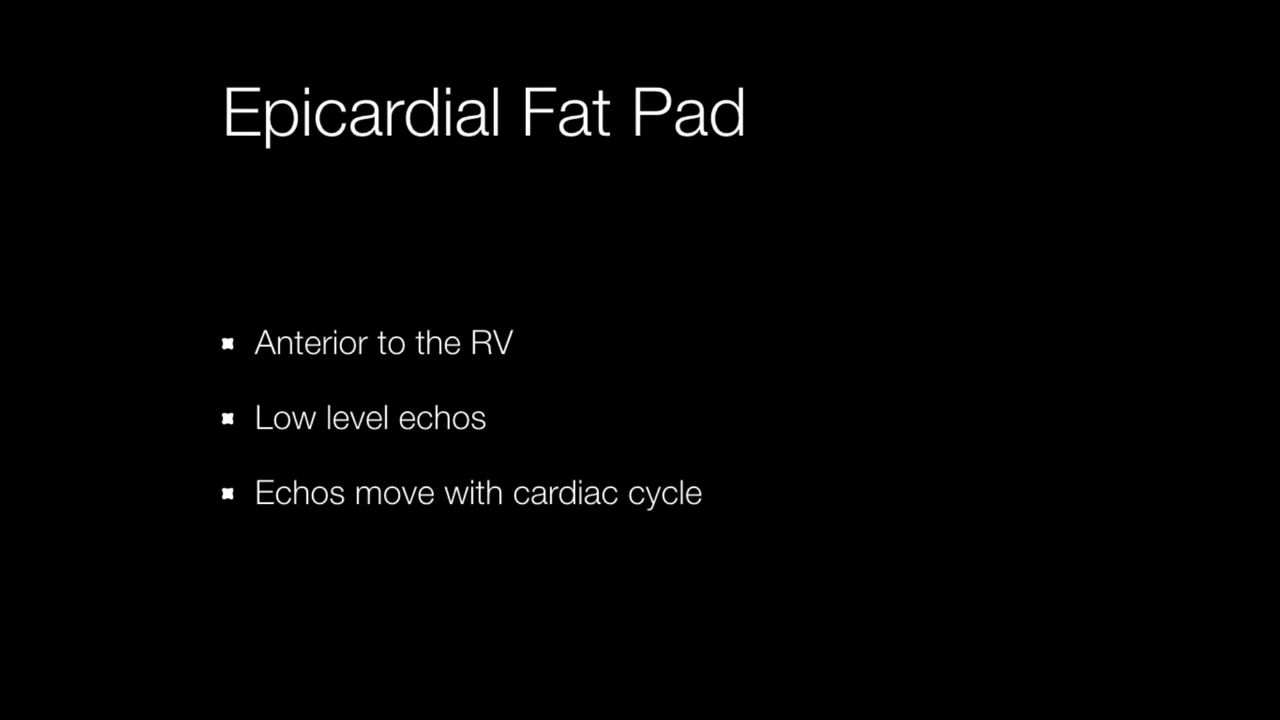 Epicardial Fat Pad
Anterior to the RV
Low level echos
Echos move with cardiac cycle